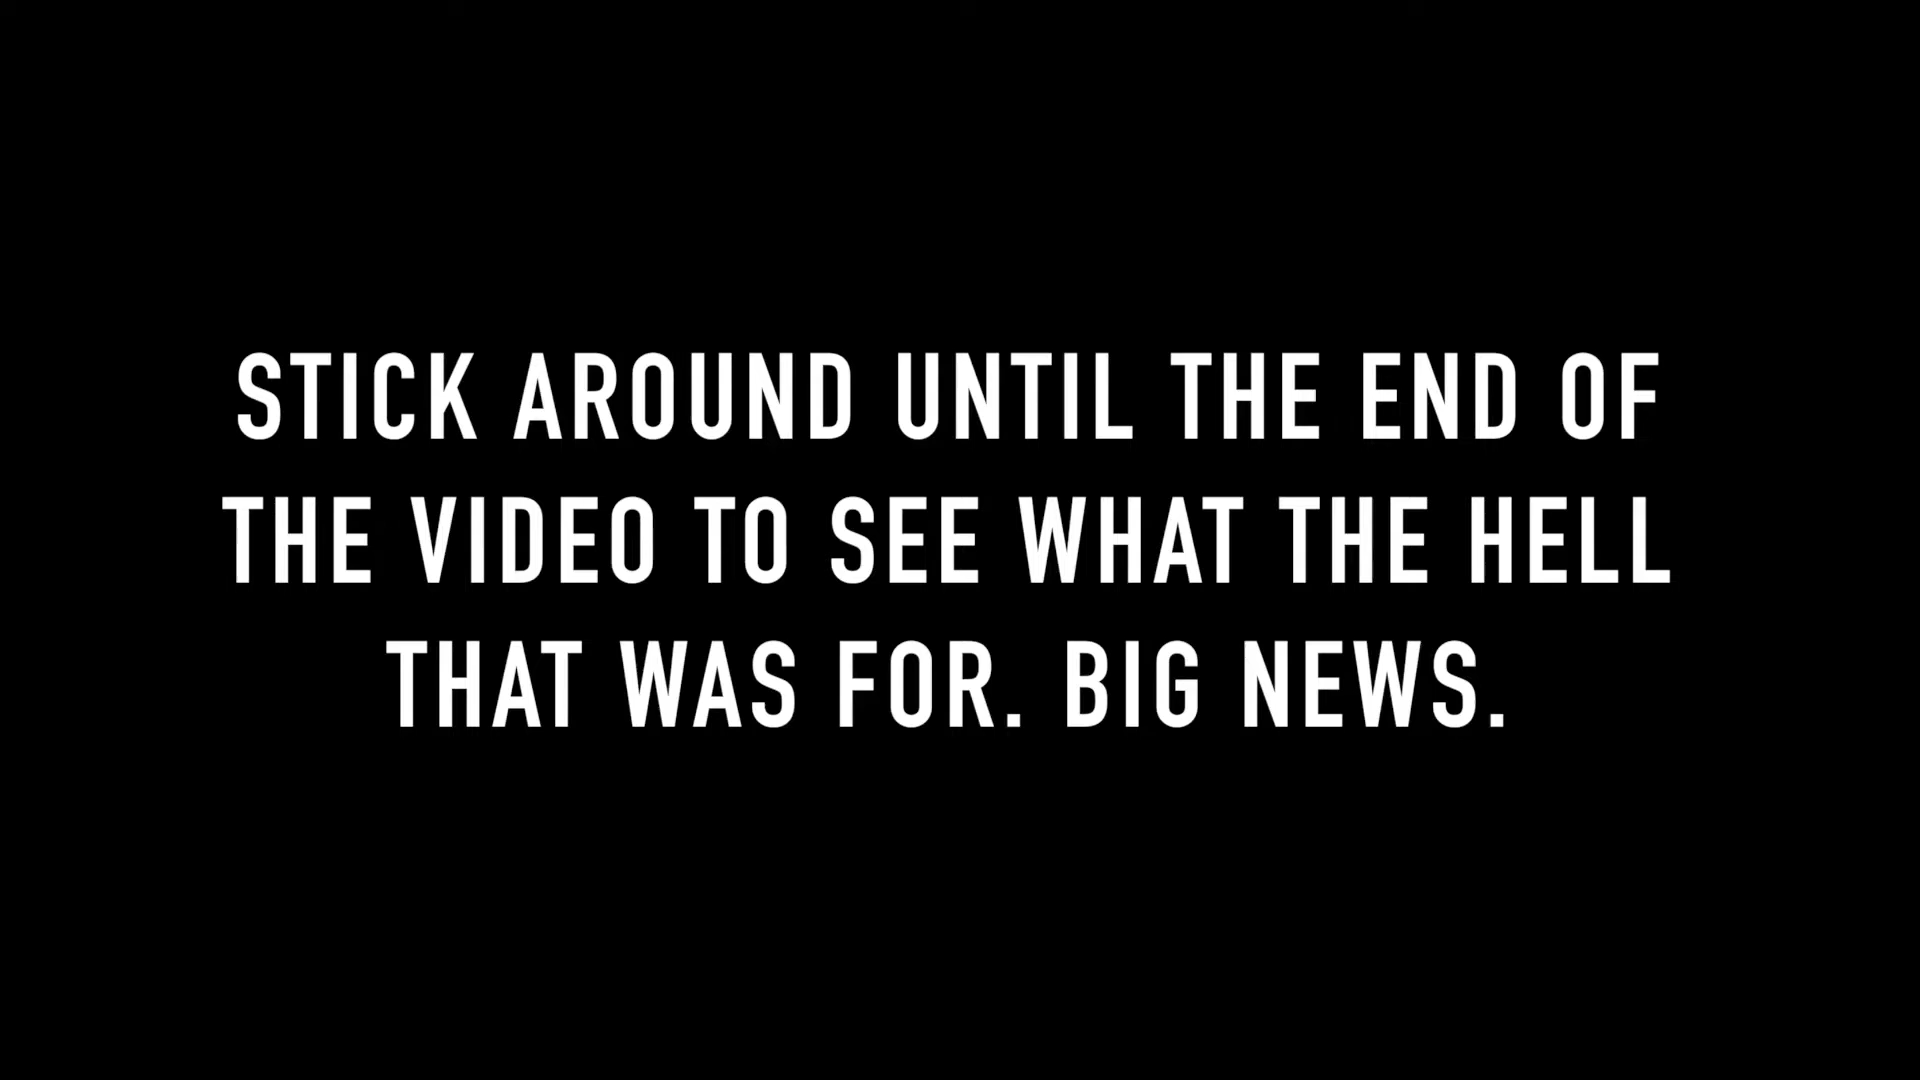 STICK AROUND UNTIL THE END OF
THE VIDEO TO SEE WHAT THE HELL
THAT WAS FOR. BIG NEWS.